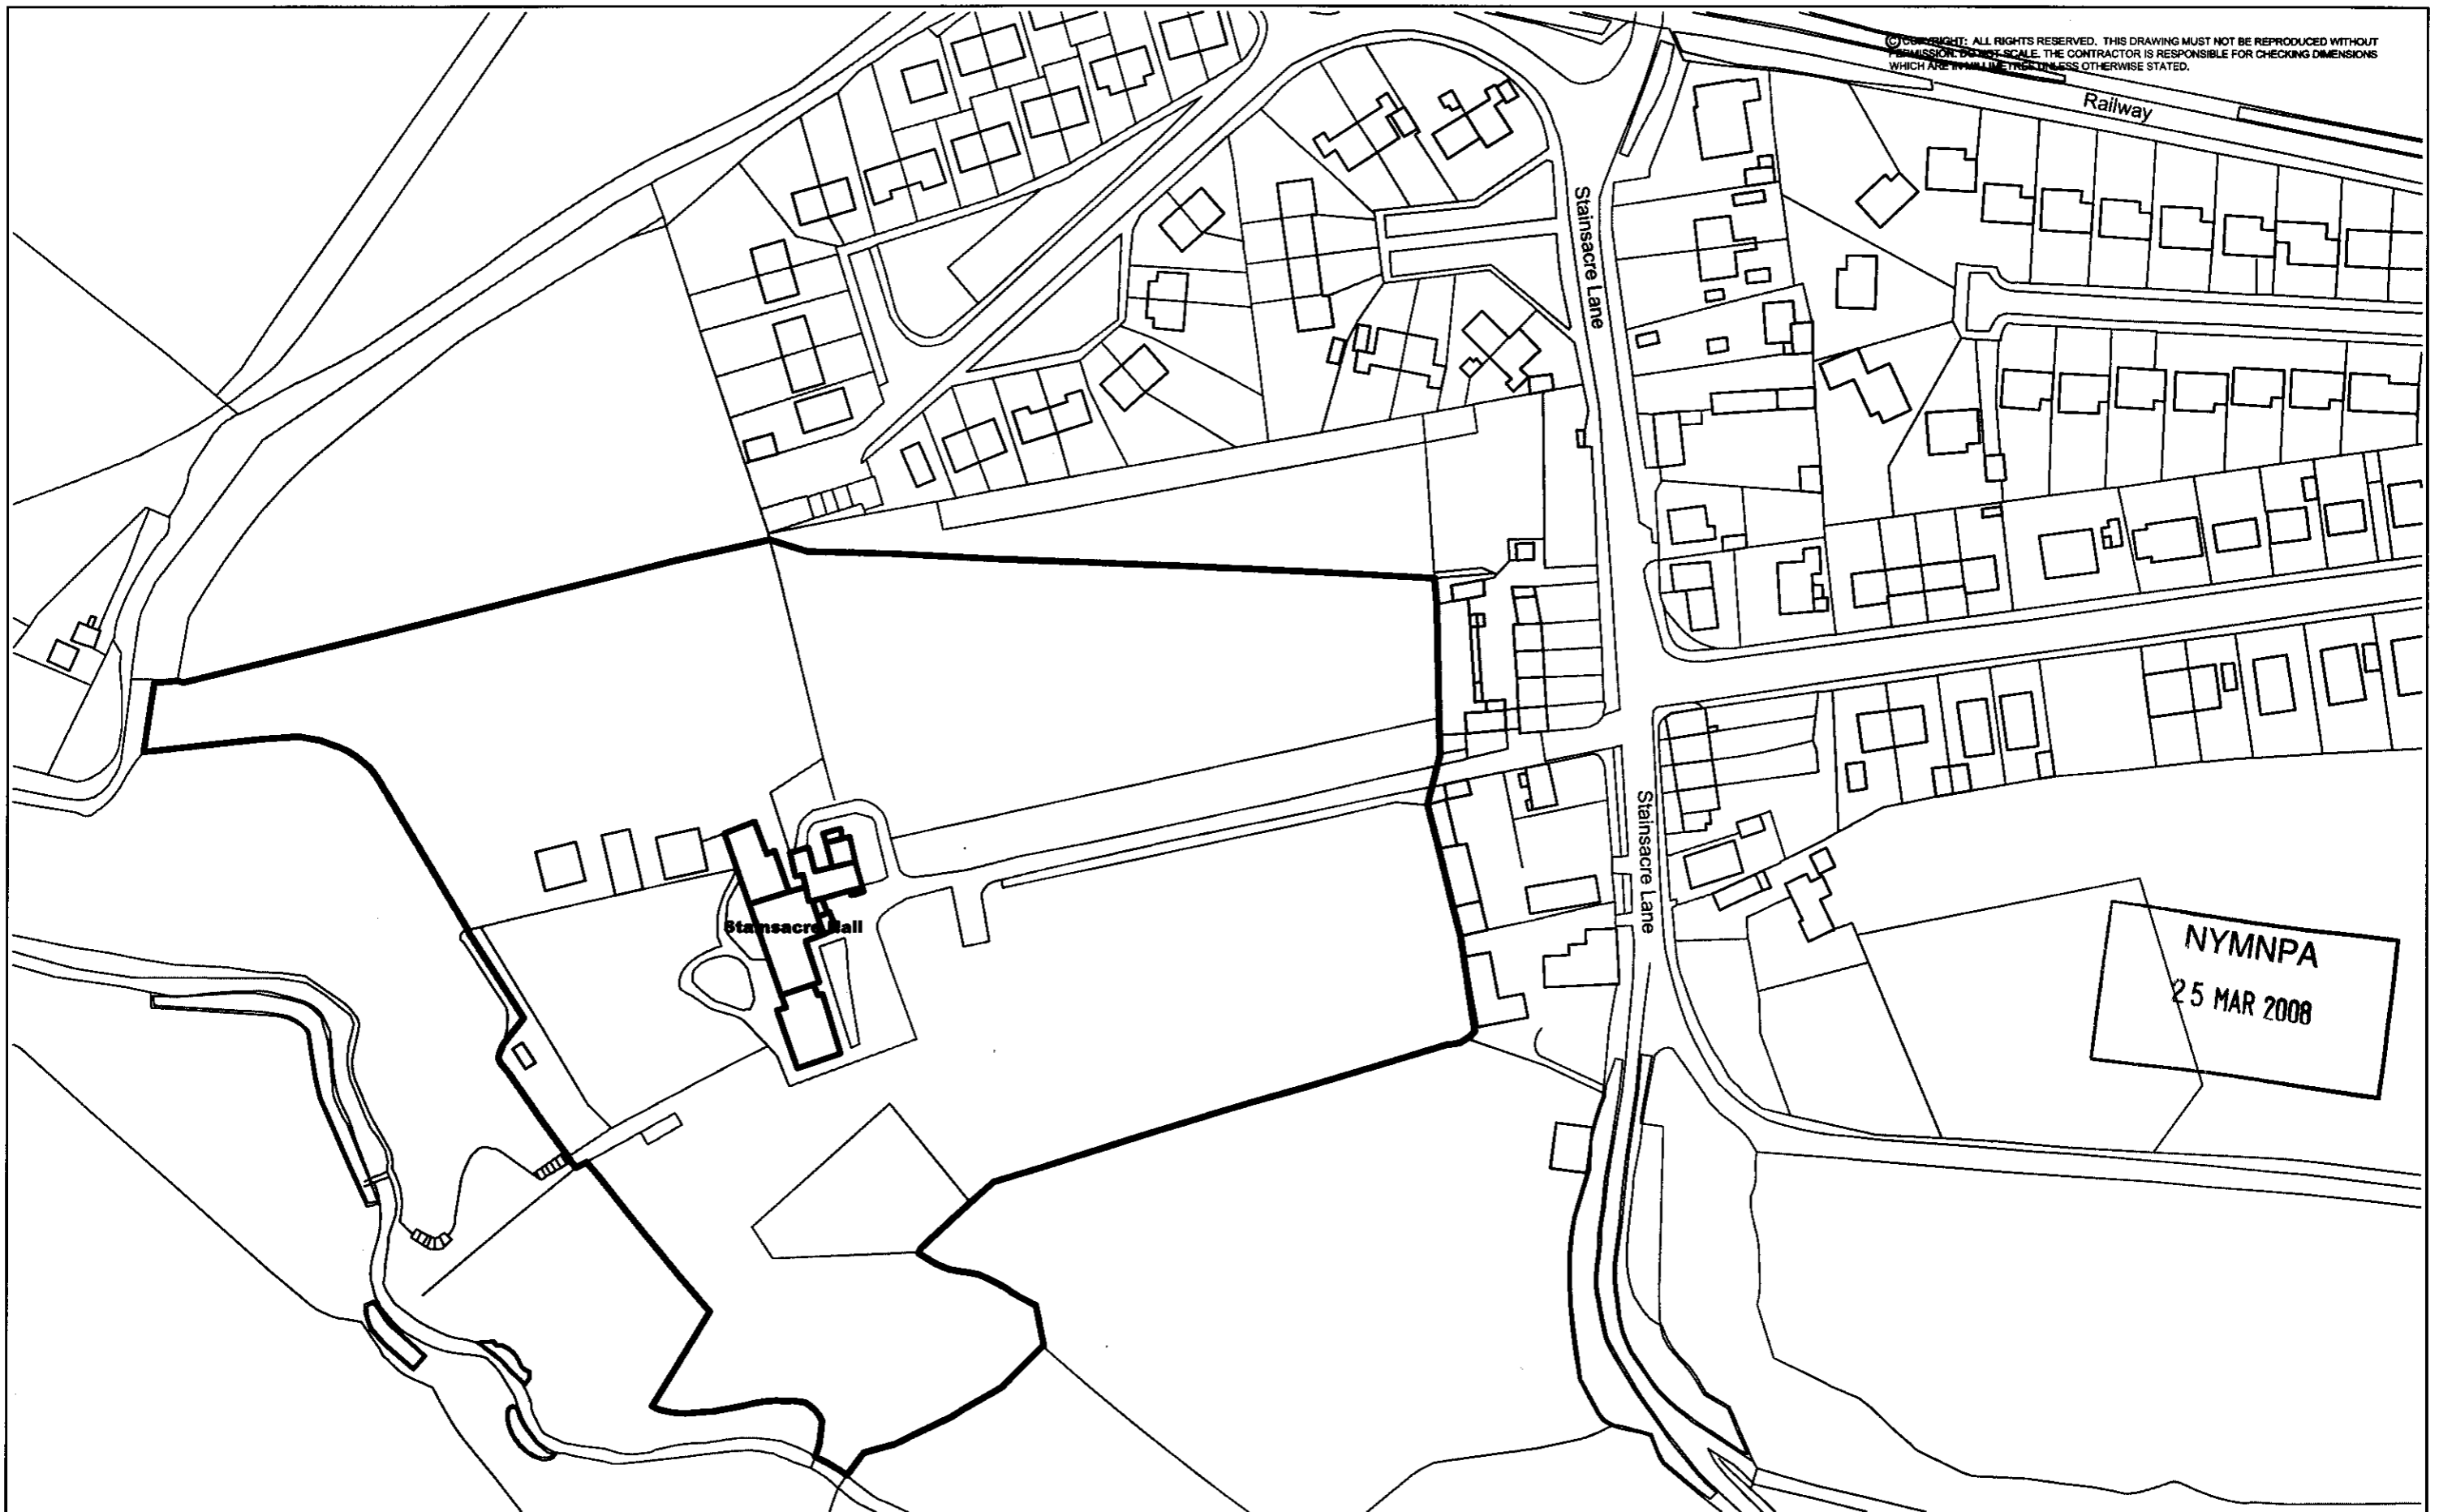 © COPYRIGHT: ALL RIGHTS RESERVED. THIS DRAWING MUST NOT BE REPRODUCED WITHOUT
PERMISSION. DO NOT SCALE. THE CONTRACTOR IS RESPONSIBLE FOR CHECKING DIMENSIONS
WHICH ARE IN MILLIMETRES UNLESS OTHERWISE STATED.
Railway
Stainsacre Lane
Stainsacre Lane
Stainsacre Hall
NYMNPA
25 MAR 2008